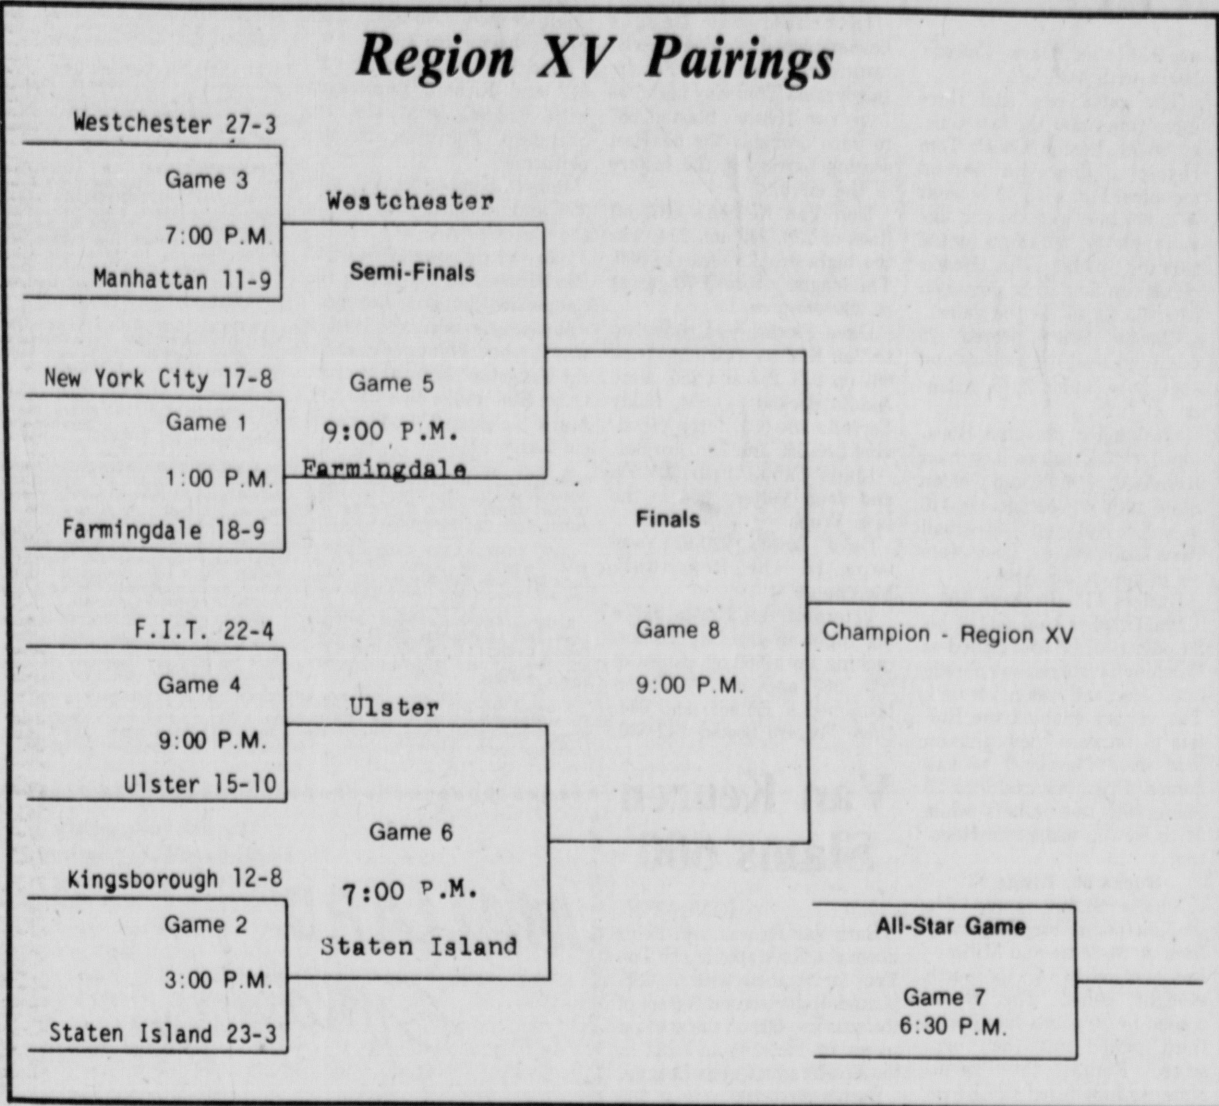 Region XV Pairings
Westchester 27-3
Game 3
7:00 P.M.
Manhattan 11-9
Westchester
Semi-Finals
New York City 17-8
Game 1
1:00 P.M.
Farmingdale 18-9
Game 5
9:00 P.M.
Farmingdale
Finals
F.I.T. 22-4
Game 4
9:00 P.M.
Ulster 15-10
Ulster
Game 8
9:00 P.M.
Champion - Region XV
Game 6
7:00 P.M.
Kingsborough 12-8
Game 2
3:00 P.M.
Staten Island 23-3
Staten Island
All-Star Game
Game 7
6:30 P.M.